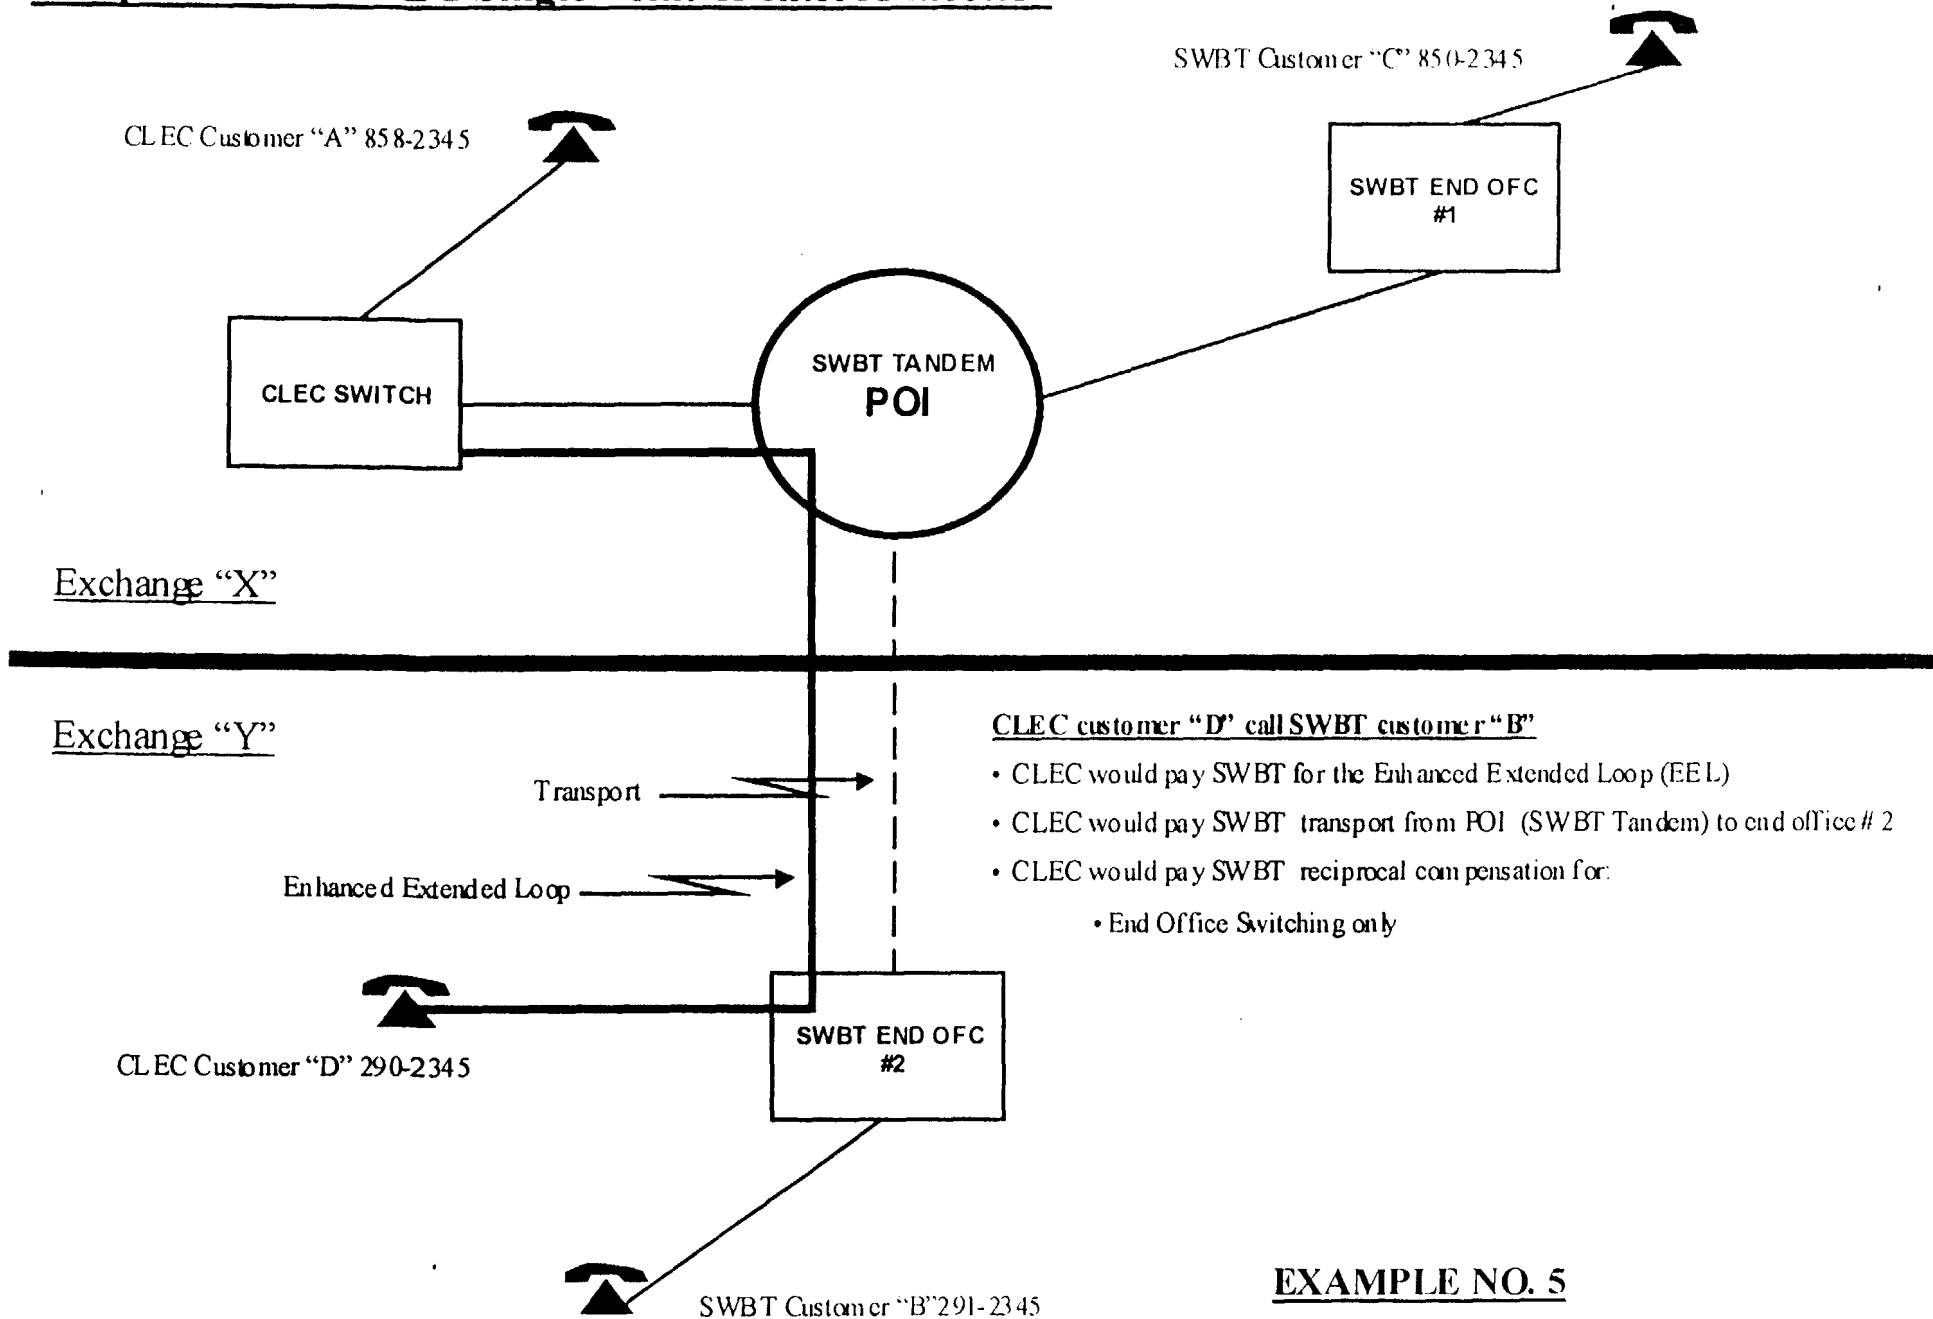 SWBT Customer “C” 850-2345
CLEC Customer “A” 858-2345
SWBT END OFC
#1
SWBT TANDEM
POI
CLEC SWITCH
Exchange “X”
Exchange “Y”
CLEC customer “D” call SWBT customer “B”
• CLEC would pay SWBT for the Enhanced Extended Loop (EEL)
Transport
• CLEC would pay SWBT transport from POI (SWBT Tandem) to end office # 2
• CLEC would pay SWBT reciprocal compensation for:
Enhanced Extended Loop
• End Office Switching only
SWBT END OFC
#2
CLEC Customer “D” 290-2345
EXAMPLE NO. 5
SWBT Customer “B” 291-2345